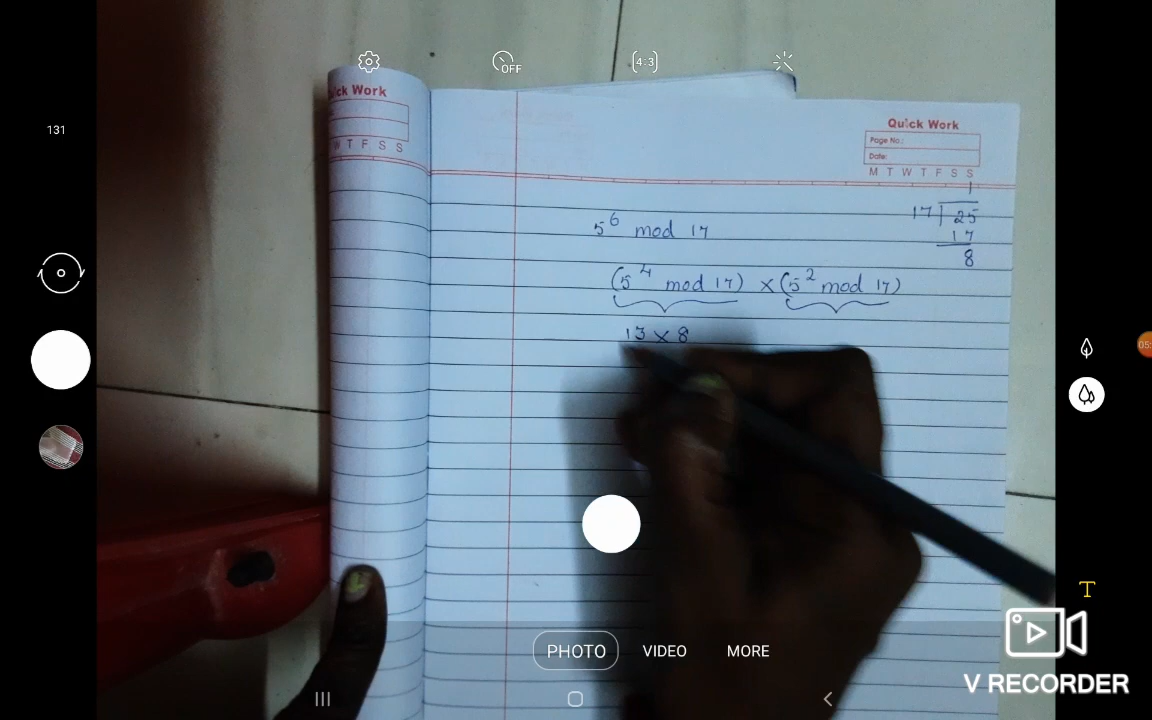 OFF
4:3
131
Quick Work
W T F S S
Quick Work
Page No.:
Date:
M T W T F S S
1
17 25
17
8
5^6 mod 17
(5^4 mod 17) × (5^2 mod 17)
13 × 8
05:
T
PHOTO VIDEO MORE
V RECORDER